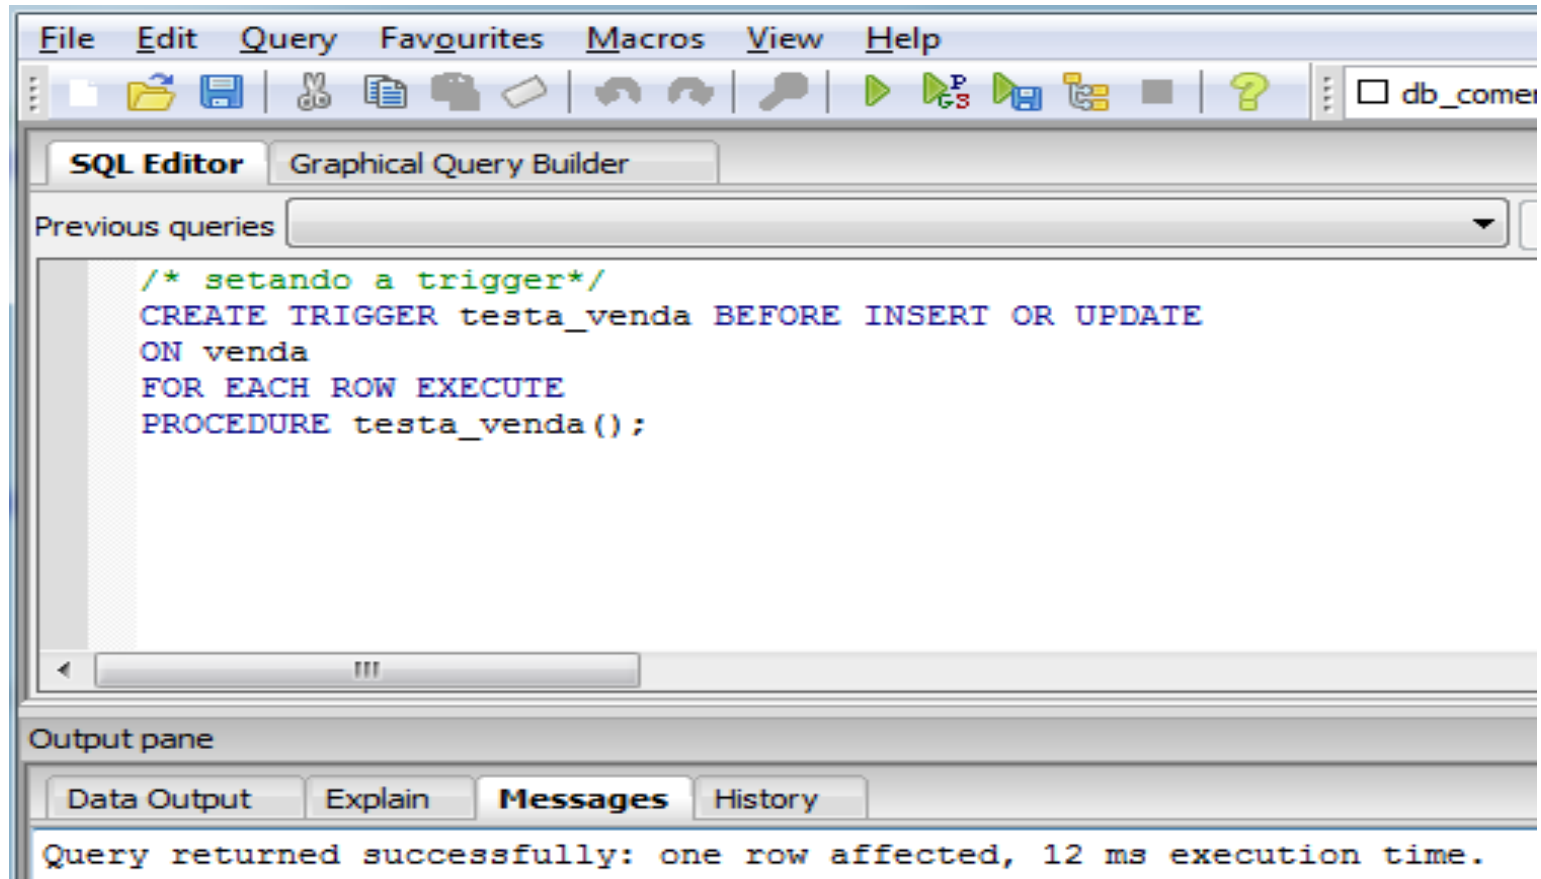 File Edit Query Favourites Macros View Help
db_comer
SQL Editor Graphical Query Builder
Previous queries
/* setando a trigger*/
CREATE TRIGGER testa_venda BEFORE INSERT OR UPDATE
ON venda
FOR EACH ROW EXECUTE
PROCEDURE testa_venda();
Output pane
Data Output Explain Messages History
Query returned successfully: one row affected, 12 ms execution time.